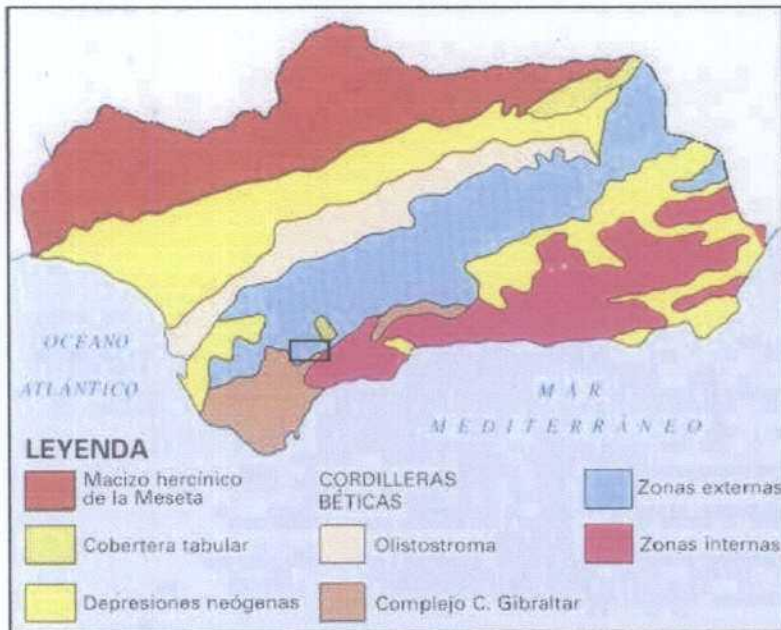 OCEANO
ATLÁNTICO
MAR
MEDITERRÁNEO
LEYENDA
Macizo hercínico
de la Meseta
Cobertera tabular
Depresiones neógenas
CORDILLERAS
BÉTICAS
Olistostroma
Complejo C. Gibraltar
Zonas externas
Zonas internas